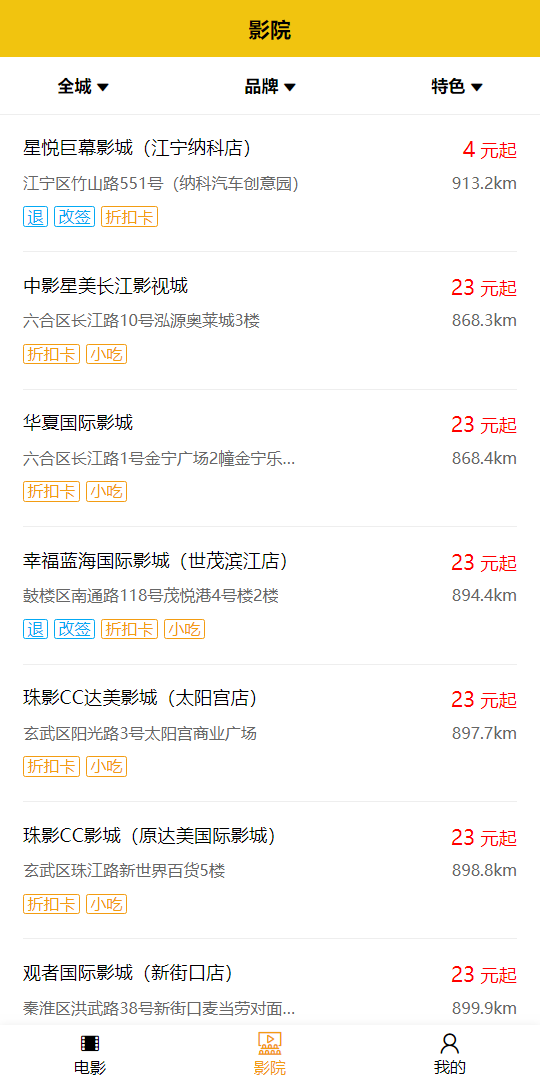 影院
全城 品牌 特色
星悦巨幕影城（江宁纳科店） 4 元起
江宁区竹山路551号（纳科汽车创意园） 913.2km
退 改签 折扣卡
中影星美长江影视城 23 元起
六合区长江路10号泓源奥莱城3楼 868.3km
折扣卡 小吃
华夏国际影城 23 元起
六合区长江路1号金宁广场2幢金宁乐... 868.4km
折扣卡 小吃
幸福蓝海国际影城（世茂滨江店） 23 元起
鼓楼区南通路118号茂悦港4号楼2楼 894.4km
退 改签 折扣卡 小吃
珠影CC达美影城（太阳宫店） 23 元起
玄武区阳光路3号太阳宫商业广场 897.7km
折扣卡 小吃
珠影CC影城（原达美国际影城） 23 元起
玄武区珠江路新世界百货5楼 898.8km
折扣卡 小吃
观者国际影城（新街口店） 23 元起
秦淮区洪武路38号新街口麦当劳对面... 899.9km
电影 影院 我的